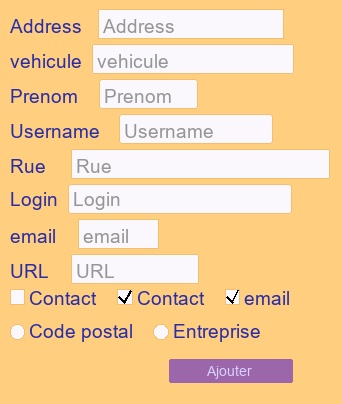 Address Address
vehicule vehicule
Prenom Prenom
Username Username
Rue Rue
Login Login
email email
URL URL
Contact Contact email
Code postal Entreprise
Ajouter